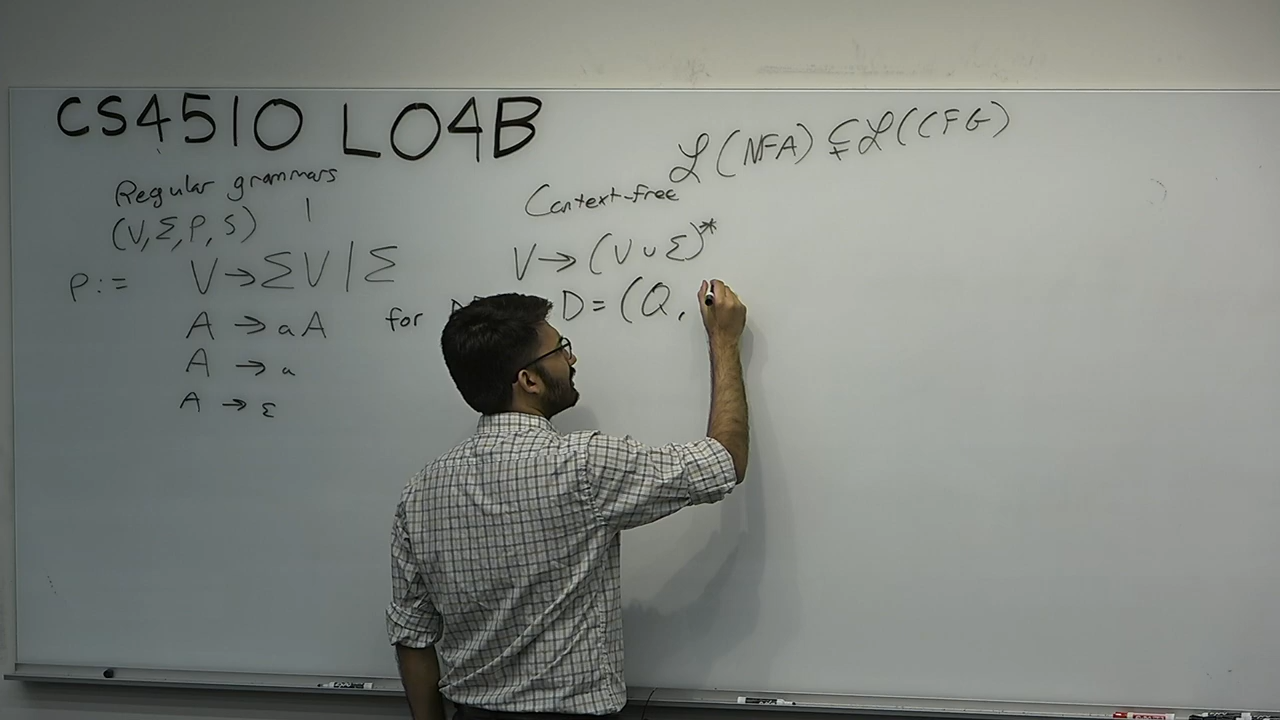 CS4510 L04B
ℒ(NFA) ⊊ ℒ(CFG)
Regular grammars
(V, Σ, P, S)
P := V → ΣV | Σ
A → aA
A → a
A → ε
Context-free
V → (V ∪ Σ)*
for D = (Q,